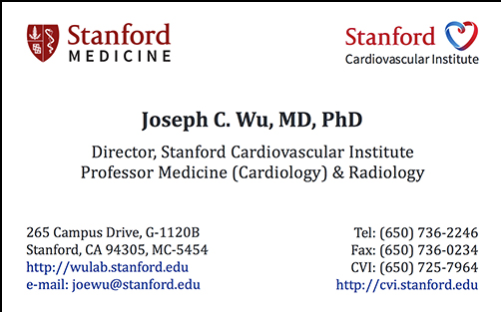 Stanford
MEDICINE
Stanford
Cardiovascular Institute
Joseph C. Wu, MD, PhD
Director, Stanford Cardiovascular Institute
Professor Medicine (Cardiology) & Radiology
265 Campus Drive, G-1120B
Stanford, CA 94305, MC-5454
http://wulab.stanford.edu
e-mail: joewu@stanford.edu
Tel: (650) 736-2246
Fax: (650) 736-0234
CVI: (650) 725-7964
http://cvi.stanford.edu